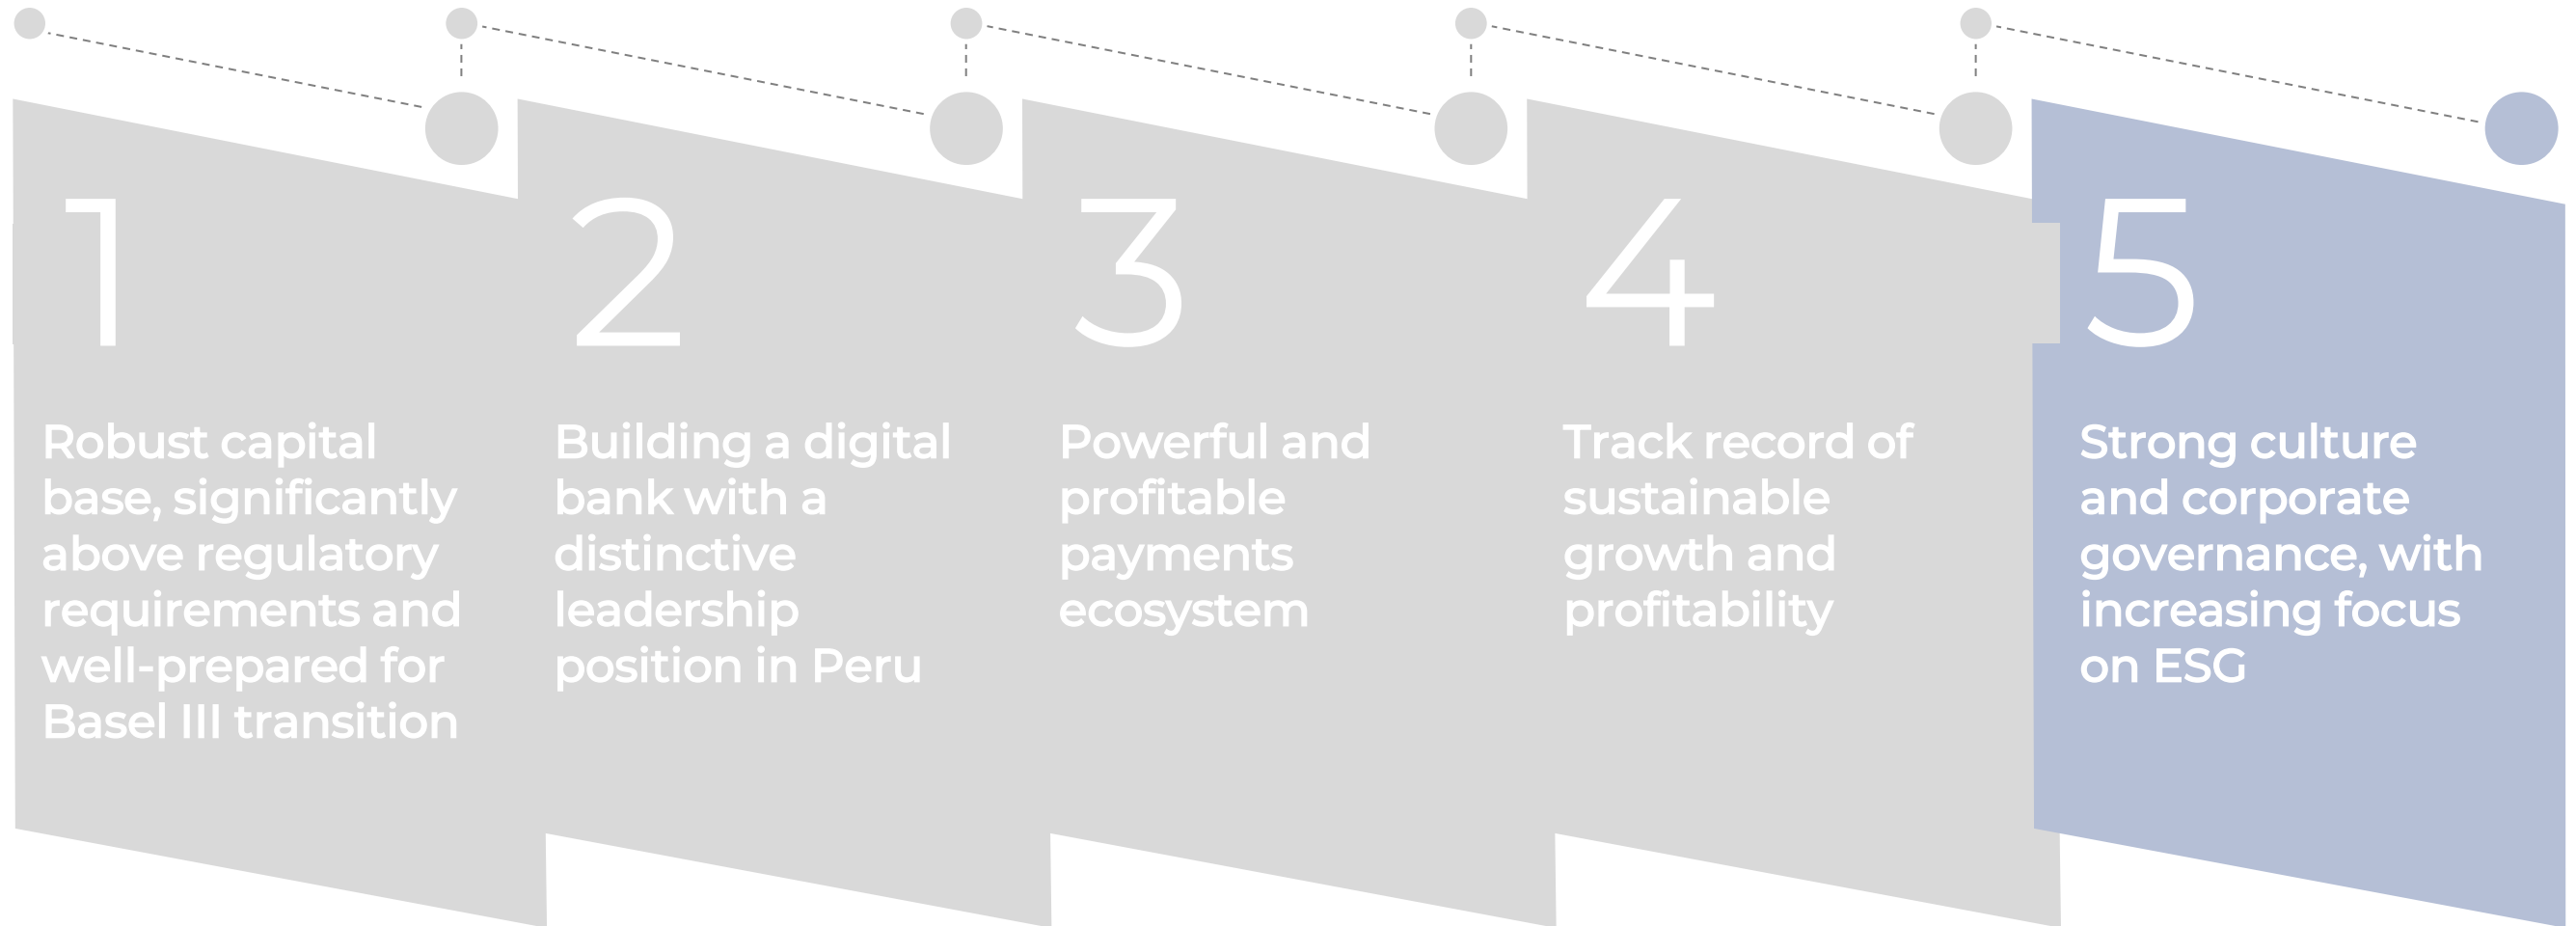 1
Robust capital
base, significantly
above regulatory
requirements and
well-prepared for
Basel III transition
2
Building a digital
bank with a
distinctive
leadership
position in Peru
3
Powerful and
profitable
payments
ecosystem
4
Track record of
sustainable
growth and
profitability
5
Strong culture
and corporate
governance, with
increasing focus
on ESG